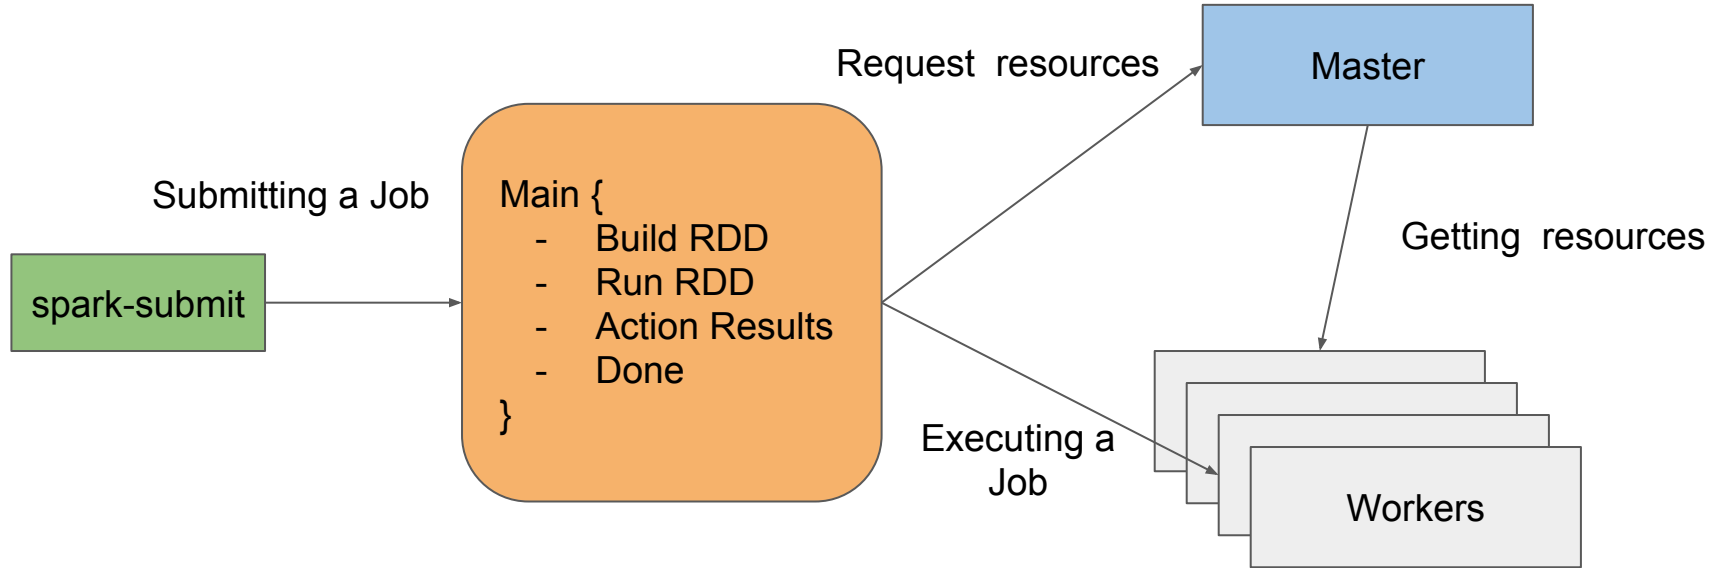 spark-submit
Submitting a Job
Main {
- Build RDD
- Run RDD
- Action Results
- Done
}
Request resources
Master
Getting resources
Executing a
Job
Workers